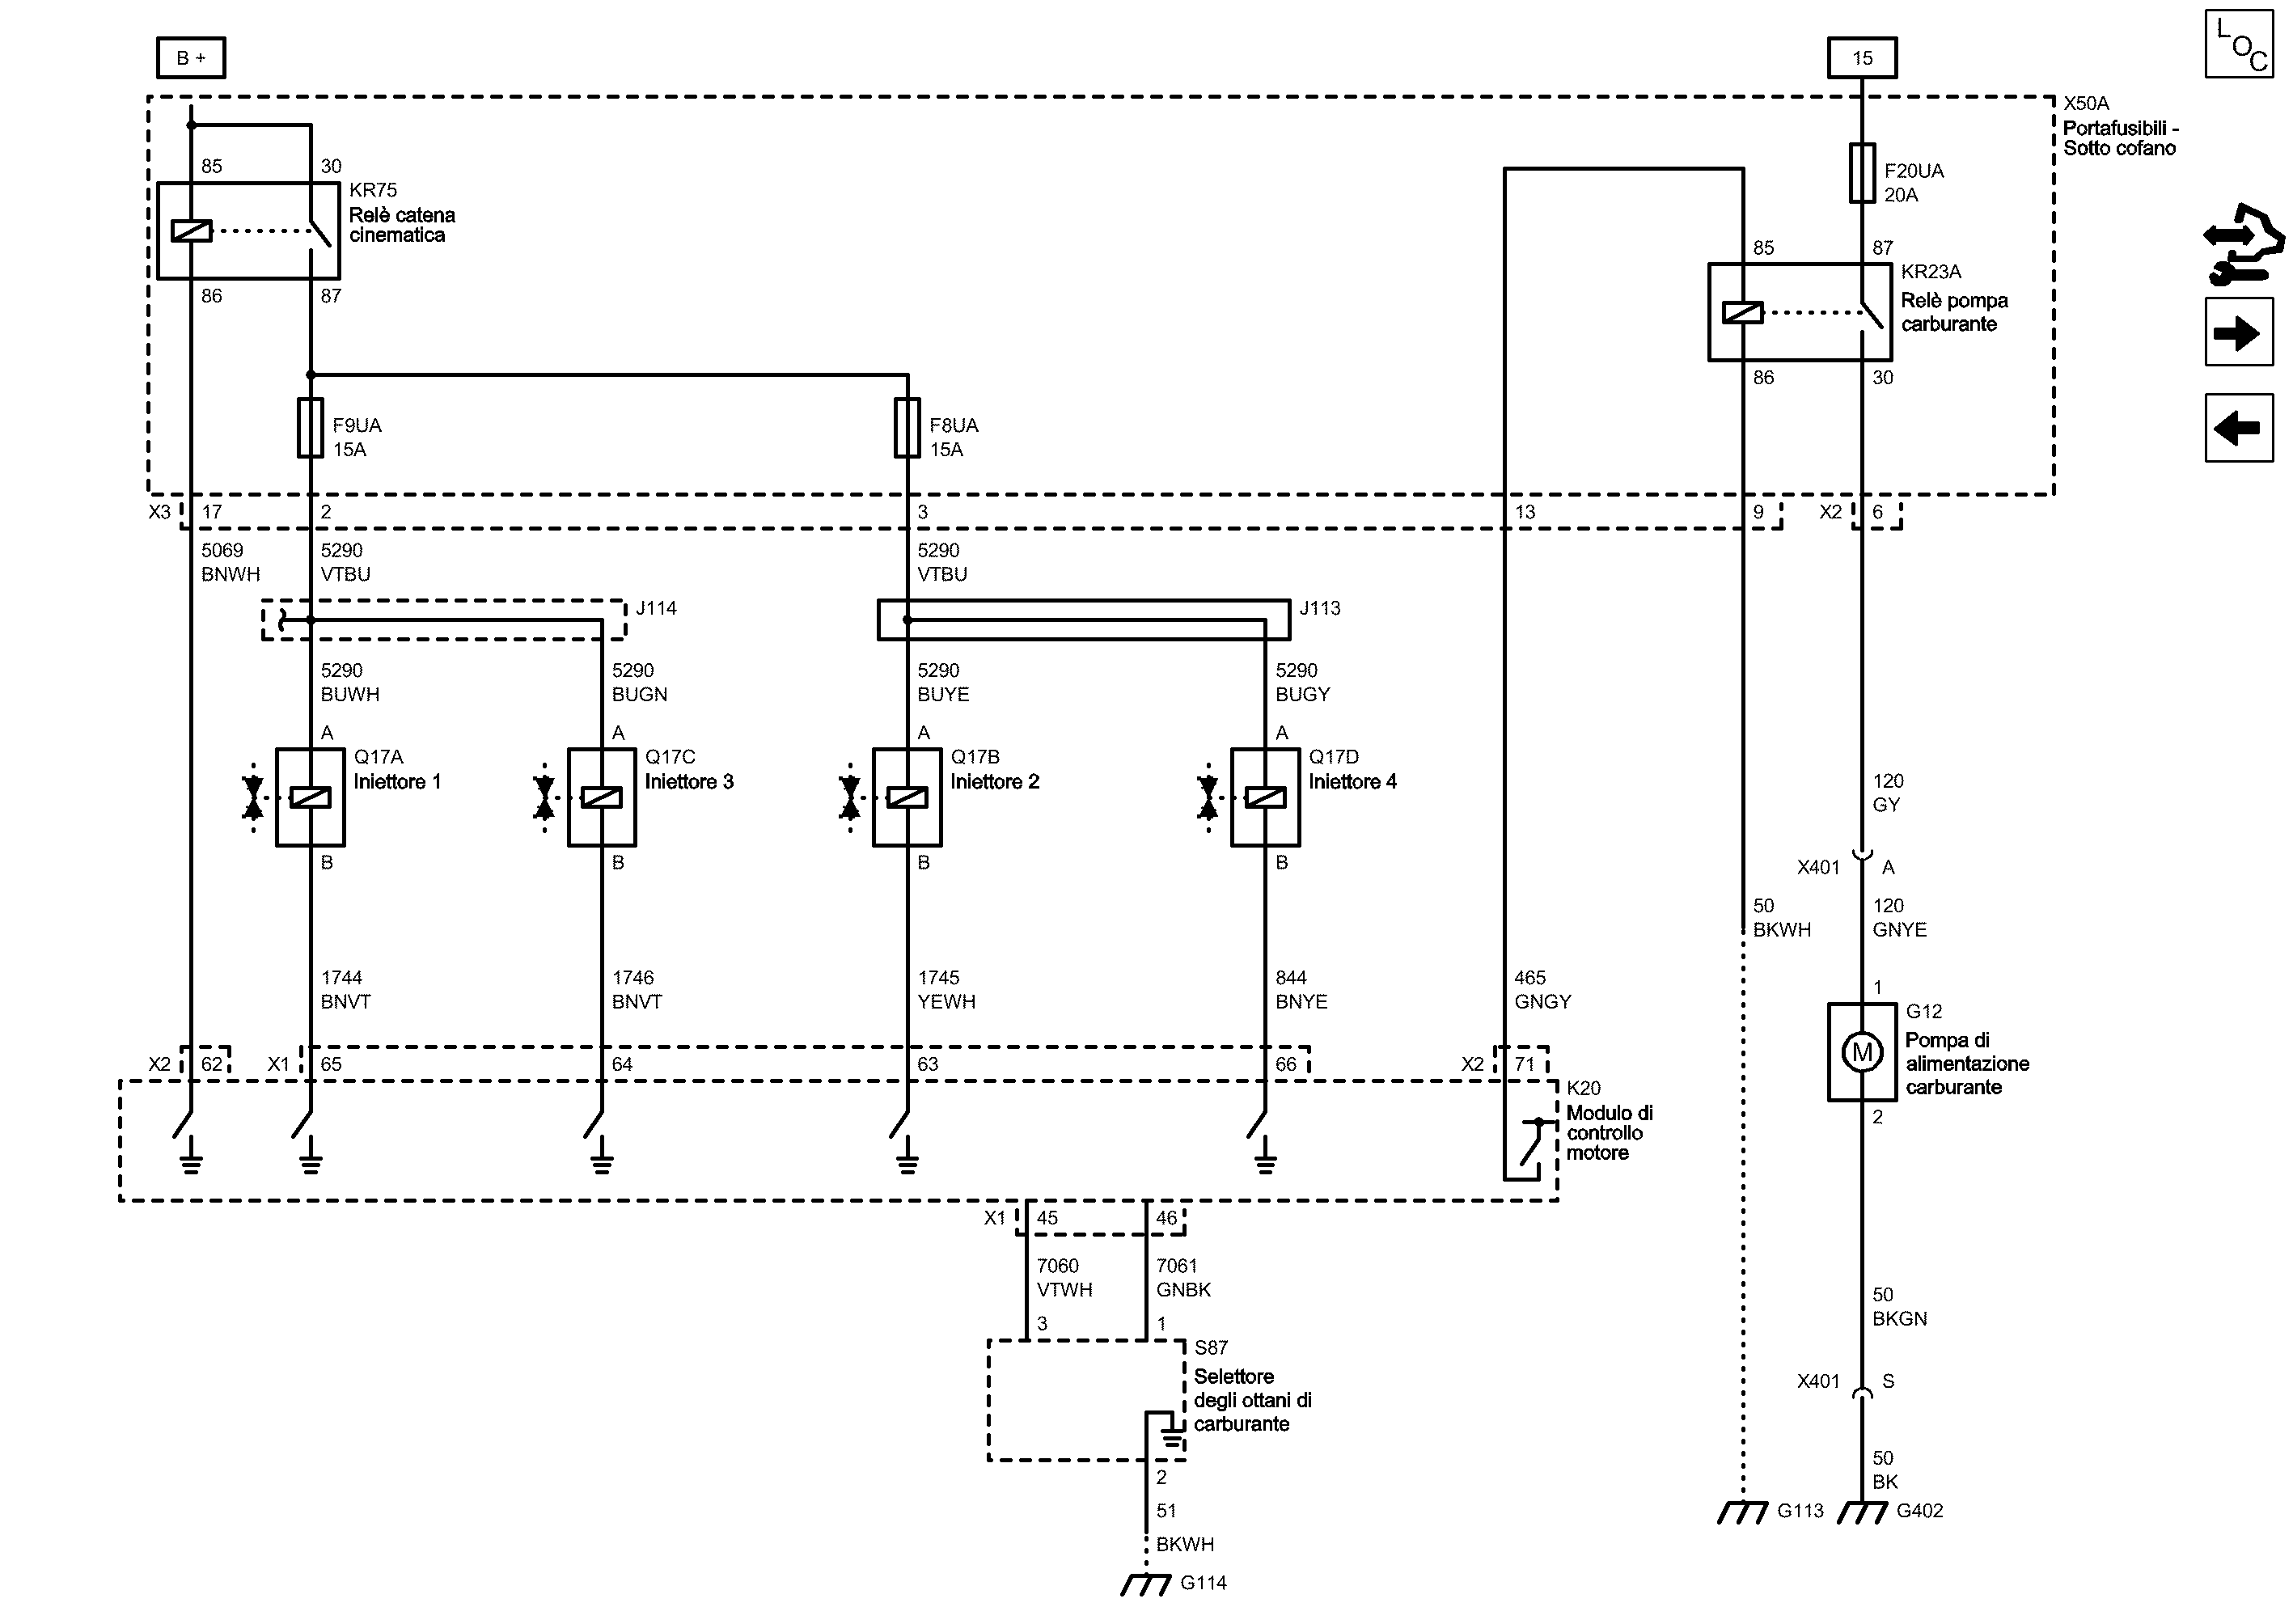 B +
15
L
O
C
X50A
Portafusibili -
Sotto cofano
85
30
KR75
Relè catena
cinematica
86
87
F20UA
20A
85
87
KR23A
Relè pompa
carburante
86
30
F9UA
15A
F8UA
15A
X3
17
2
3
13
9
X2
6
5069
BNWH
5290
VTBU
5290
VTBU
J114
J113
5290
BUWH
5290
BUGN
5290
BUYE
5290
BUGY
A
A
A
A
Q17A
Iniettore 1
Q17C
Iniettore 3
Q17B
Iniettore 2
Q17D
Iniettore 4
B
B
B
B
120
GY
X401
A
50
BKWH
120
GNYE
1744
BNVT
1746
BNVT
1745
YEWH
844
BNYE
465
GNGY
1
G12
Pompa di
alimentazione
carburante
M
2
X2
62
X1
65
64
63
66
X2
71
K20
Modulo di
controllo
motore
X1
45
46
7060
VTWH
7061
GNBK
3
1
S87
Selettore
degli ottani di
carburante
2
51
BKWH
G114
50
BKGN
X401
S
50
BK
G113
G402